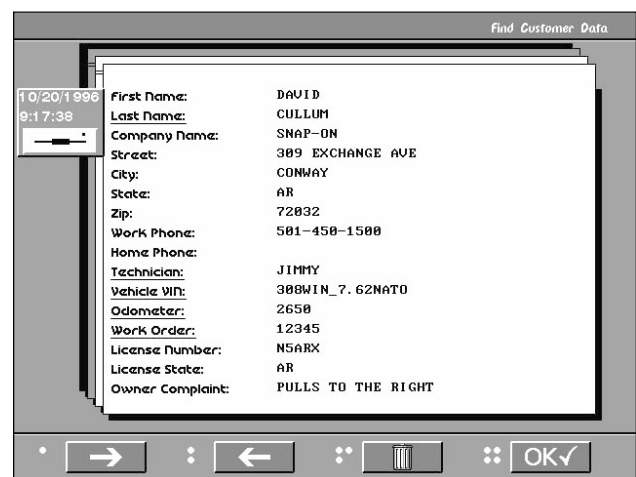 Find Customer Data
10/20/1996
9:17:38
First Name: DAVID
Last Name: CULLUM
Company Name: SNAP-ON
Street: 309 EXCHANGE AVE
City: CONWAY
State: AR
Zip: 72032
Work Phone: 501-450-1500
Home Phone:
Technician: JIMMY
Vehicle VIN: 308WIN_7.62NATO
Odometer: 2650
Work Order: 12345
License Number: N5ARX
License State: AR
Owner Complaint: PULLS TO THE RIGHT
OK✓